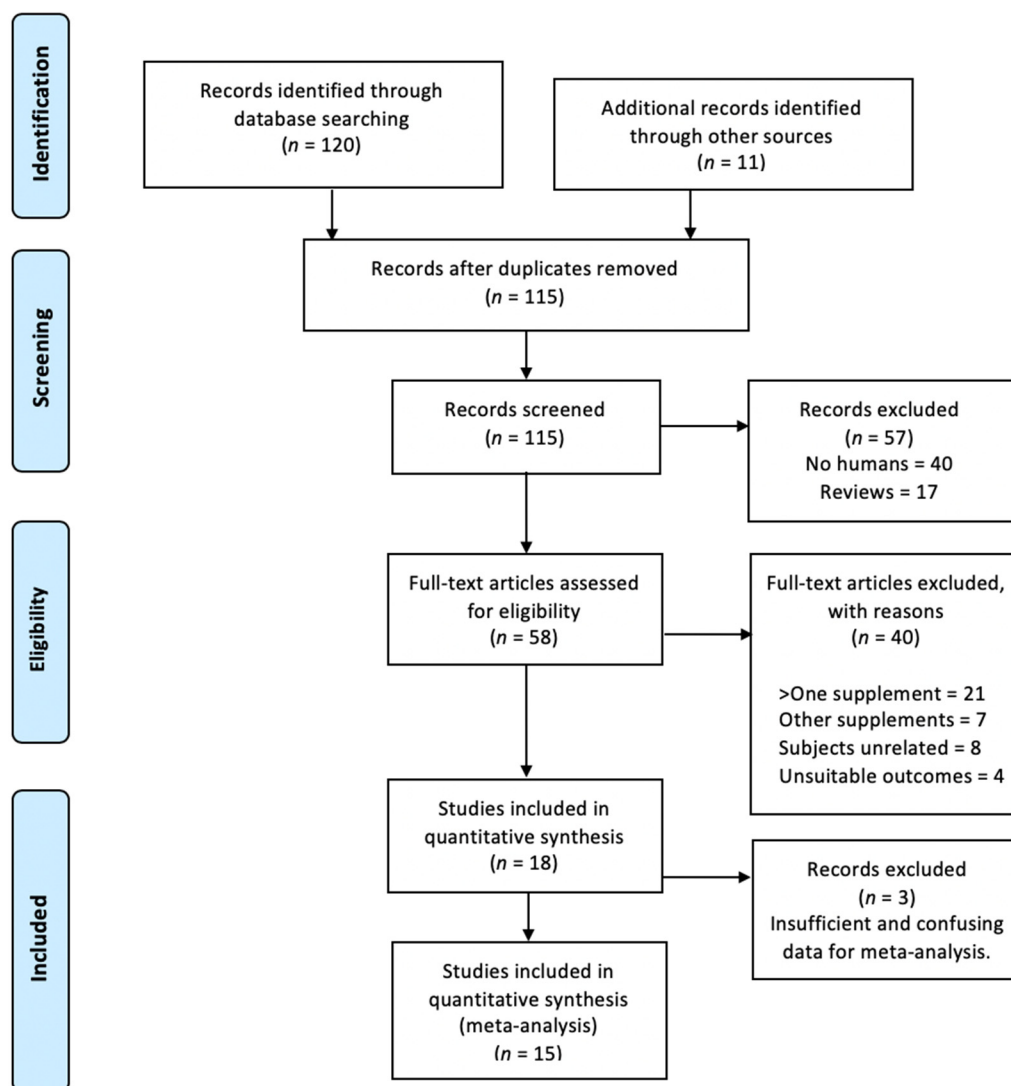 Identification
Records identified through
database searching
(n = 120)
Additional records identified
through other sources
(n = 11)
Screening
Records after duplicates removed
(n = 115)
Records screened
(n = 115)
Records excluded
(n = 57)
No humans = 40
Reviews = 17
Eligibility
Full-text articles assessed
for eligibility
(n = 58)
Full-text articles excluded,
with reasons
(n = 40)
>One supplement = 21
Other supplements = 7
Subjects unrelated = 8
Unsuitable outcomes = 4
Included
Studies included in
quantitative synthesis
(n = 18)
Records excluded
(n = 3)
Insufficient and confusing
data for meta-analysis.
Studies included in
quantitative synthesis
(meta-analysis)
(n = 15)